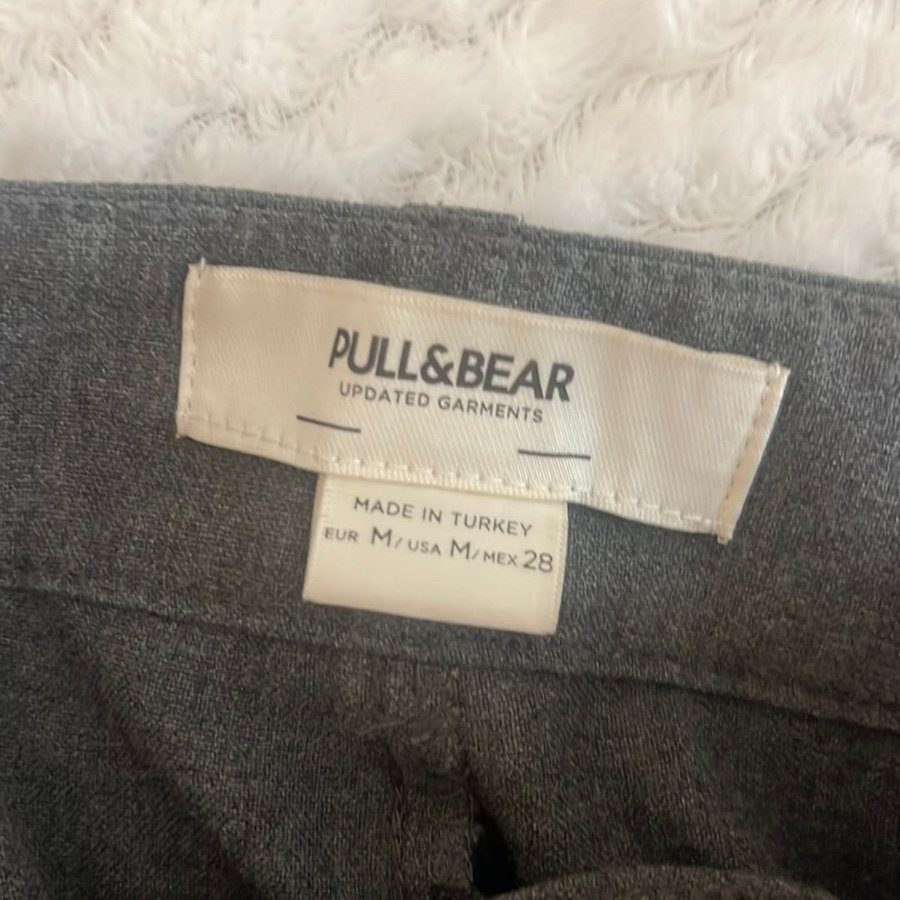 PULL&BEAR
UPDATED GARMENTS
MADE IN TURKEY
EUR M/USA M/MEX 28